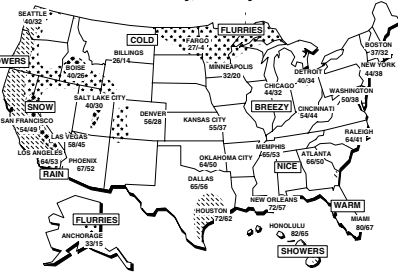 SEATTLE
40/32
COLD
FLURRIES
FARGO
27/-4
BILLINGS
26/14
BOSTON
37/32
OWERS
BOISE
40/26
MINNEAPOLIS
32/20
DETROIT
40/34
NEW YORK
44/38
CHICAGO
44/32
WASHINGTON
50/38
SALT LAKE CITY
40/30
SNOW
BREEZY
DENVER
56/28
KANSAS CITY
55/37
CINCINNATI
54/44
SAN FRANCISCO
54/49
LAS VEGAS
58/45
RALEIGH
64/41
MEMPHIS
65/53
ATLANTA
66/50
LOS ANGELES
64/53
PHOENIX
67/52
OKLAHOMA CITY
64/50
NICE
RAIN
DALLAS
65/56
NEW ORLEANS
72/57
WARM
HOUSTON
72/62
MIAMI
80/67
FLURRIES
ANCHORAGE
33/15
HONOLULU
82/65
SHOWERS